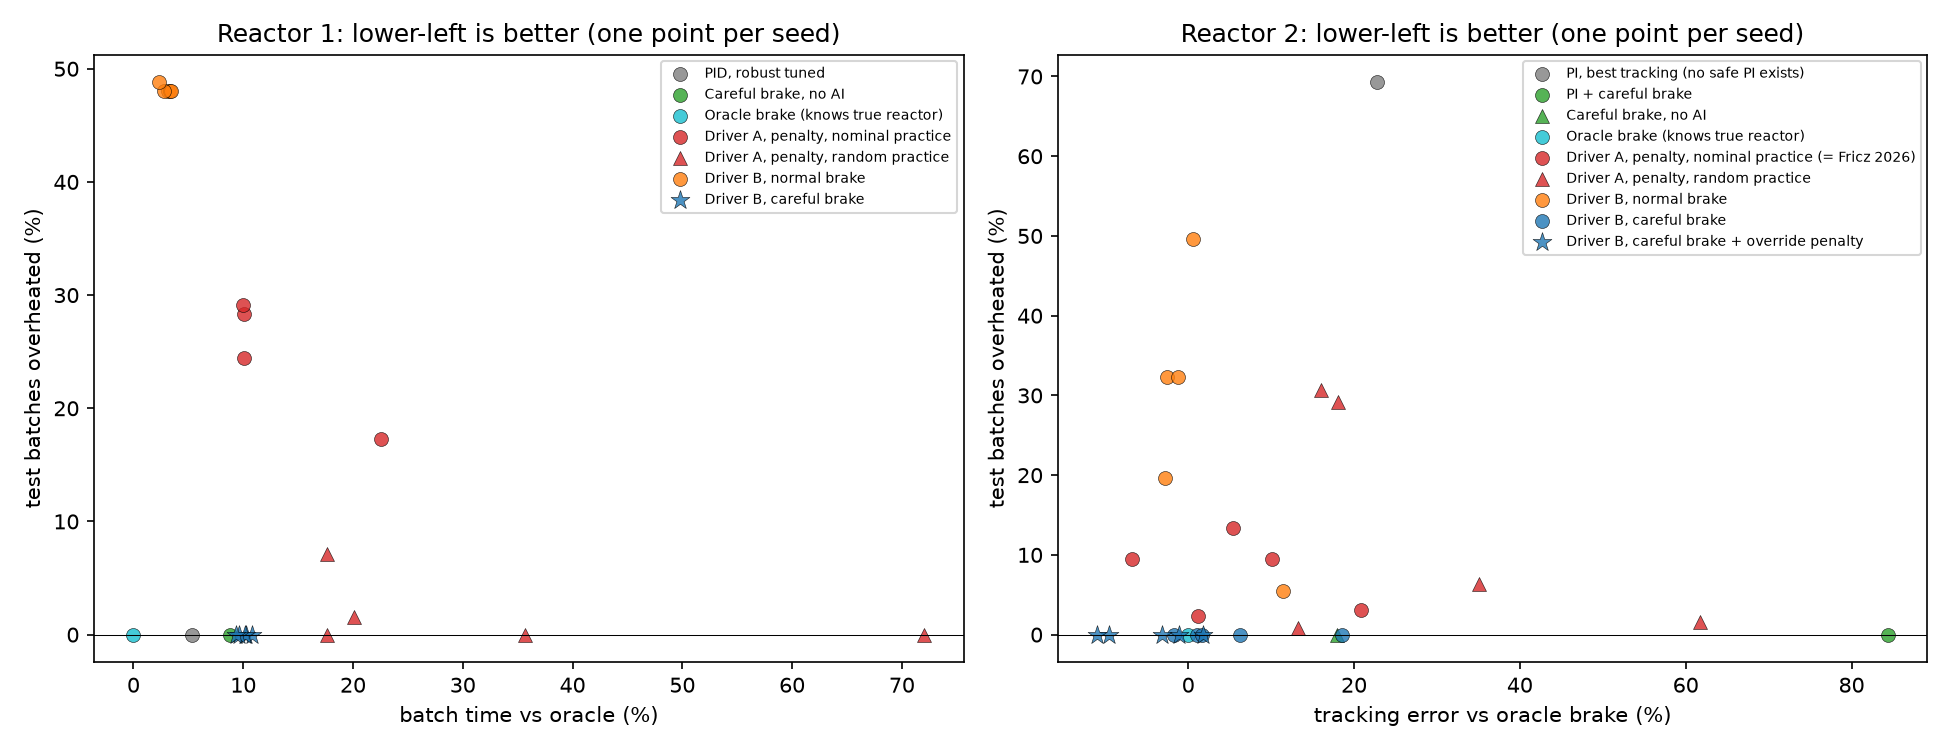 Reactor 1: lower-left is better (one point per seed)
50
40
30
20
10
0
test batches overheated (%)
PID, robust tuned
Careful brake, no AI
Oracle brake (knows true reactor)
Driver A, penalty, nominal practice
Driver A, penalty, random practice
Driver B, normal brake
Driver B, careful brake
0 10 20 30 40 50 60 70
batch time vs oracle (%)
Reactor 2: lower-left is better (one point per seed)
70
60
50
40
30
20
10
0
test batches overheated (%)
PI, best tracking (no safe PI exists)
PI + careful brake
Careful brake, no AI
Oracle brake (knows true reactor)
Driver A, penalty, nominal practice (= Fricz 2026)
Driver A, penalty, random practice
Driver B, normal brake
Driver B, careful brake
Driver B, careful brake + override penalty
0 20 40 60 80
tracking error vs oracle brake (%)